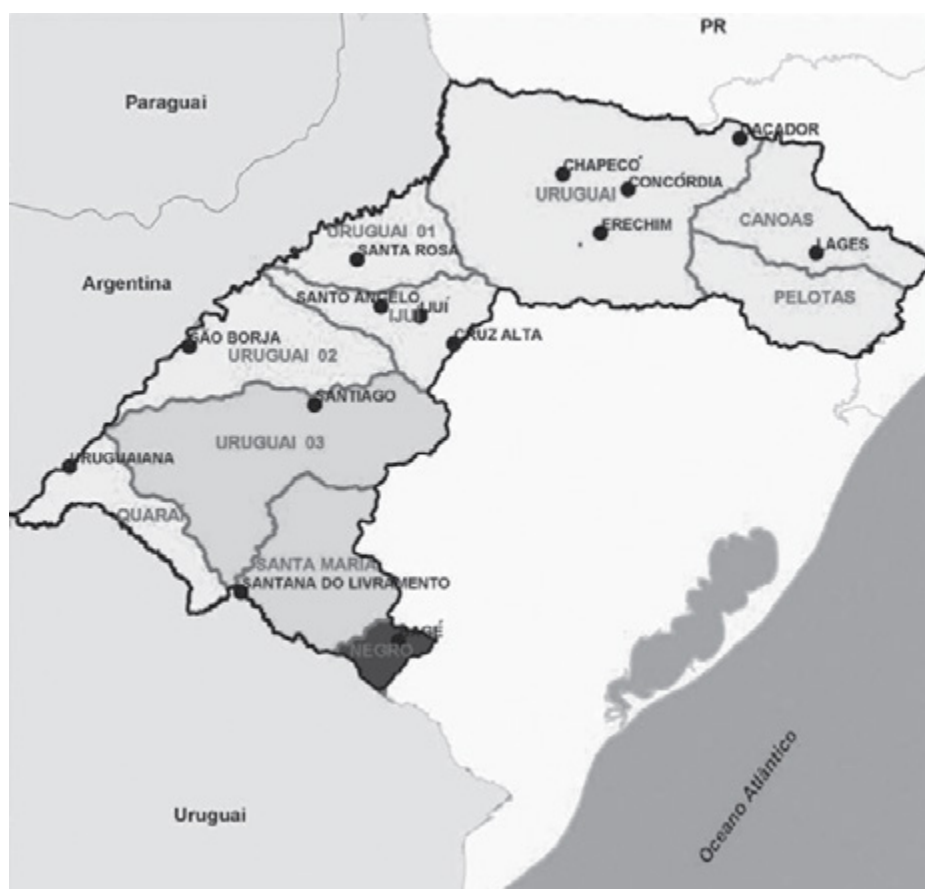 PR
Paraguai
CHAPECÓ
CONCÓRDIA
URUGUAI
CANOAS
ERECHIM
URUGUAI 01
LAGES
SANTA ROSA
Argentina
PELOTAS
SANTO ANGELO
IJUÍ
IJUÍ
CRUZ ALTA
SÃO BORJA
URUGUAI 02
SANTIAGO
URUGUAI 03
URUGUAIANA
QUARAÍ
SANTA MARIA
SANTANA DO LIVRAMENTO
NEGRO
Uruguai
Oceano Atlântico